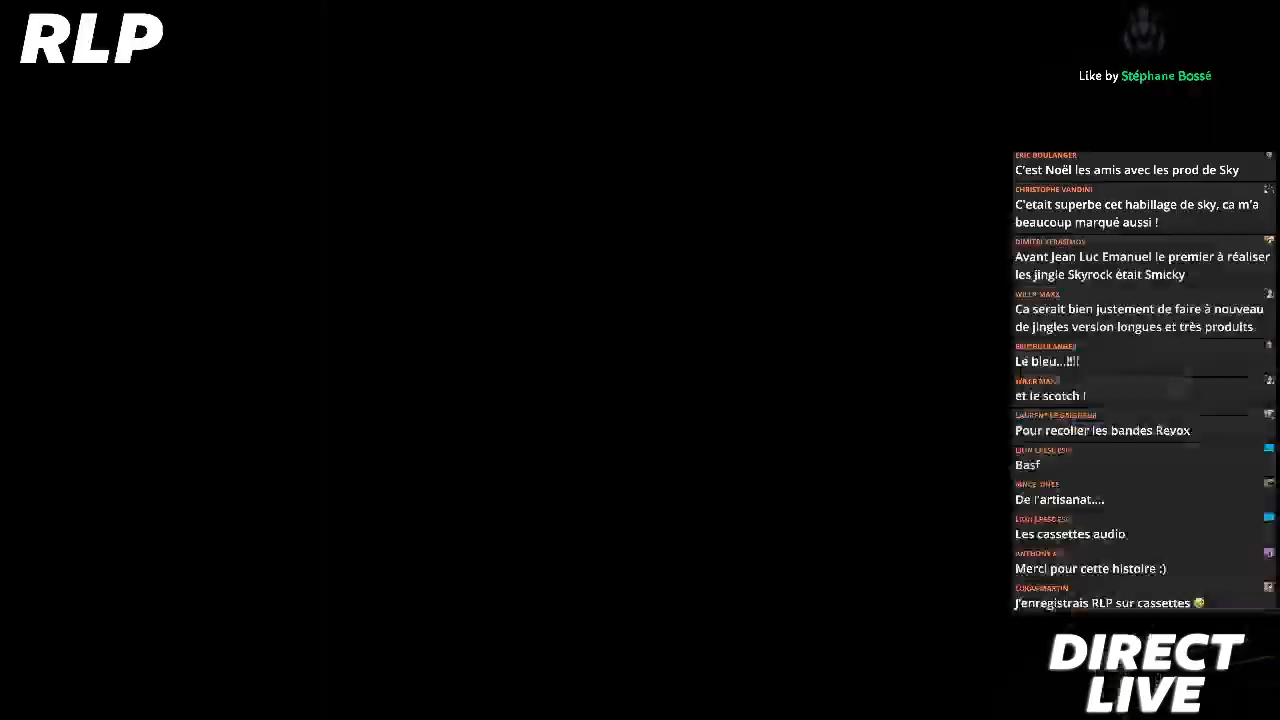 RLP
Like by Stéphane Bossé
ERIC BOULANGER
C'est Noël les amis avec les prod de Sky
CHRISTOPHE VANDINI
C'etait superbe cet habillage de sky, ca m'a
beaucoup marqué aussi !
DIMITRI
Avant Jean Luc Emanuel le premier à réaliser
les jingle Skyrock était Smicky
Ca serait bien justement de faire à nouveau
de jingles version longues et très produits
Le bleu...!!!!
et le scotch !
Pour recoller les bandes Revox
Basf
De l'artisanat....
Les cassettes audio
Merci pour cette histoire :)
LUKAS MARTIN
J'enregistrais RLP sur cassettes
DIRECT
LIVE